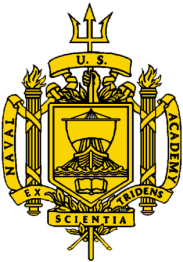 U. S.
NAVAL
ACADEMY
EX
SCIENTIA
TRIDENS